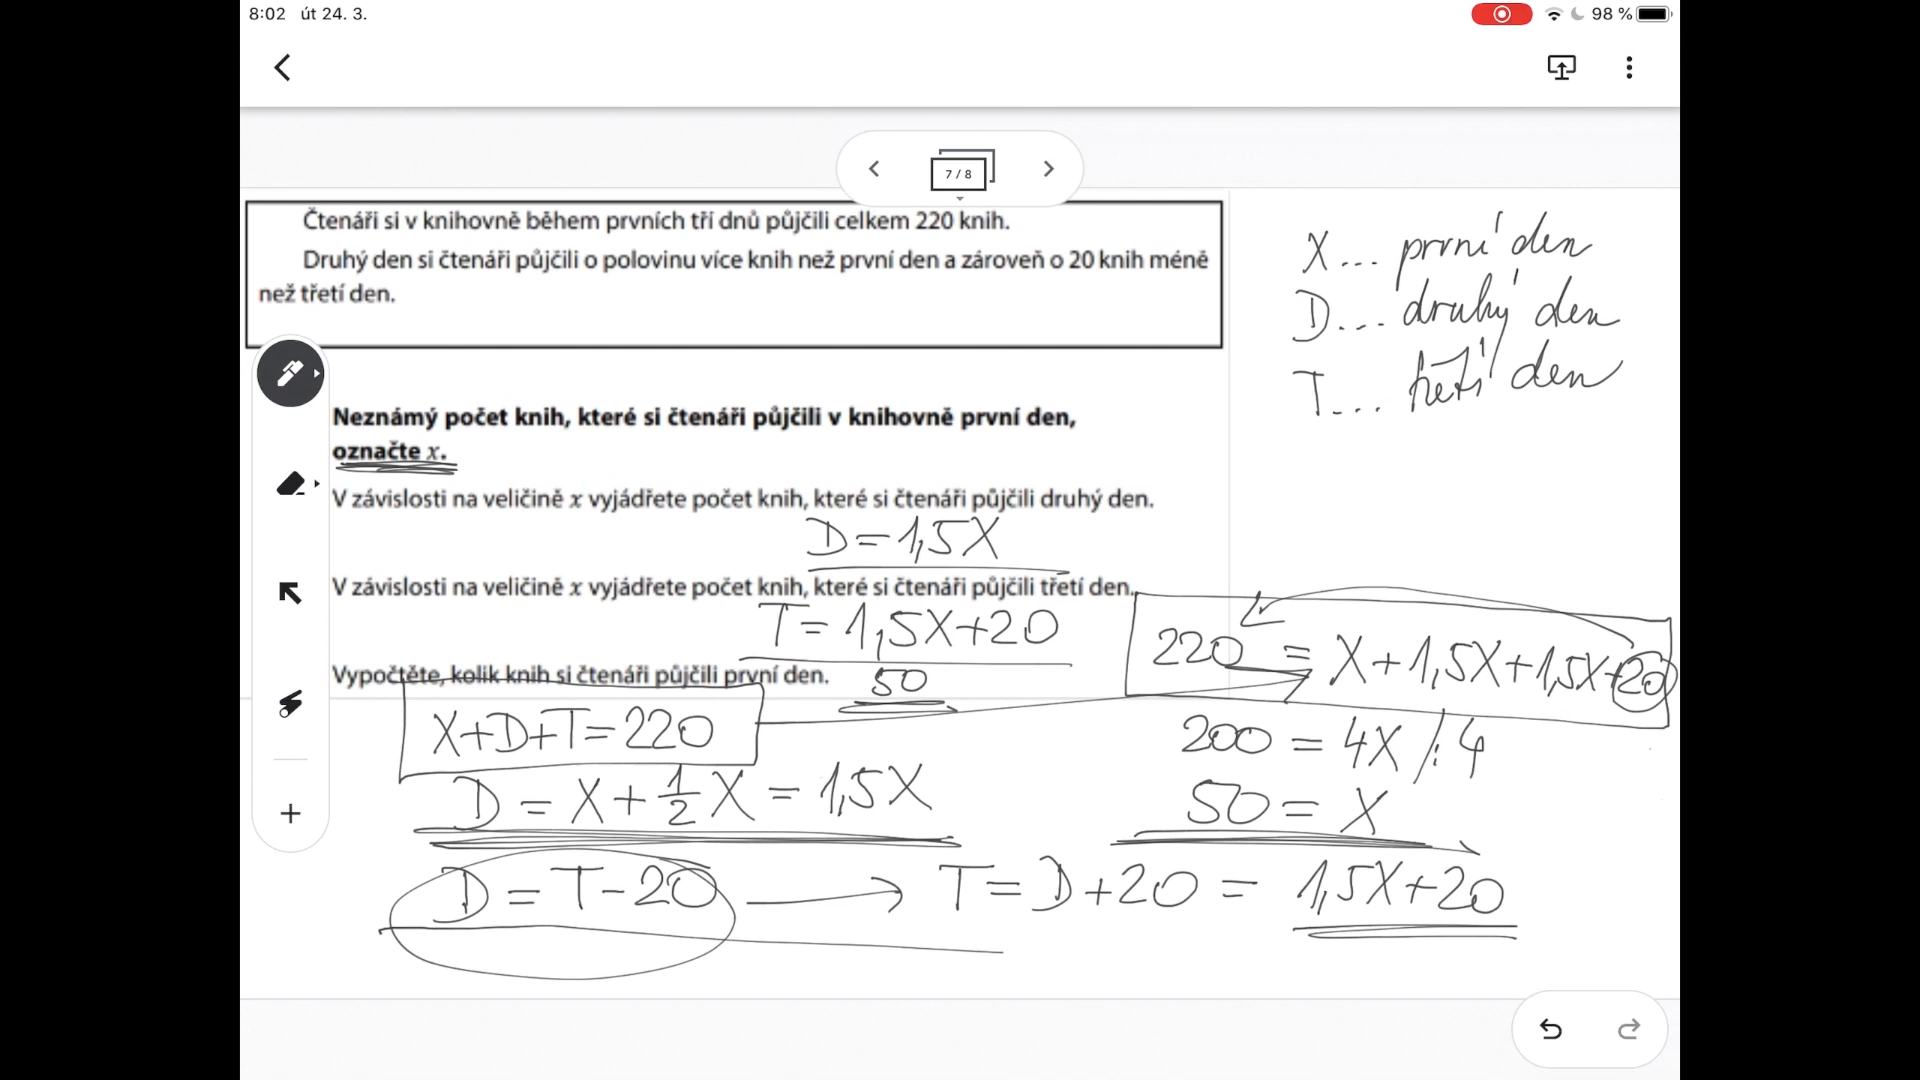 8:02 út 24. 3.
98 %
7 / 8
Čtenáři si v knihovně během prvních tří dnů půjčili celkem 220 knih.
Druhý den si čtenáři půjčili o polovinu více knih než první den a zároveň o 20 knih méně
než třetí den.
X... první den
D... druhý den
T... třetí den
Neznámý počet knih, které si čtenáři půjčili v knihovně první den,
označte x.
V závislosti na veličině x vyjádřete počet knih, které si čtenáři půjčili druhý den.
D=1,5X
V závislosti na veličině x vyjádřete počet knih, které si čtenáři půjčili třetí den.
T=1,5X+20
Vypočtěte, kolik knih si čtenáři půjčili první den.
50
220 = X+1,5X+1,5X+20
X+D+T=220
200 = 4X /:4
D = X+½X = 1,5X
50 = X
D = T-20
T = D+20 = 1,5X+20